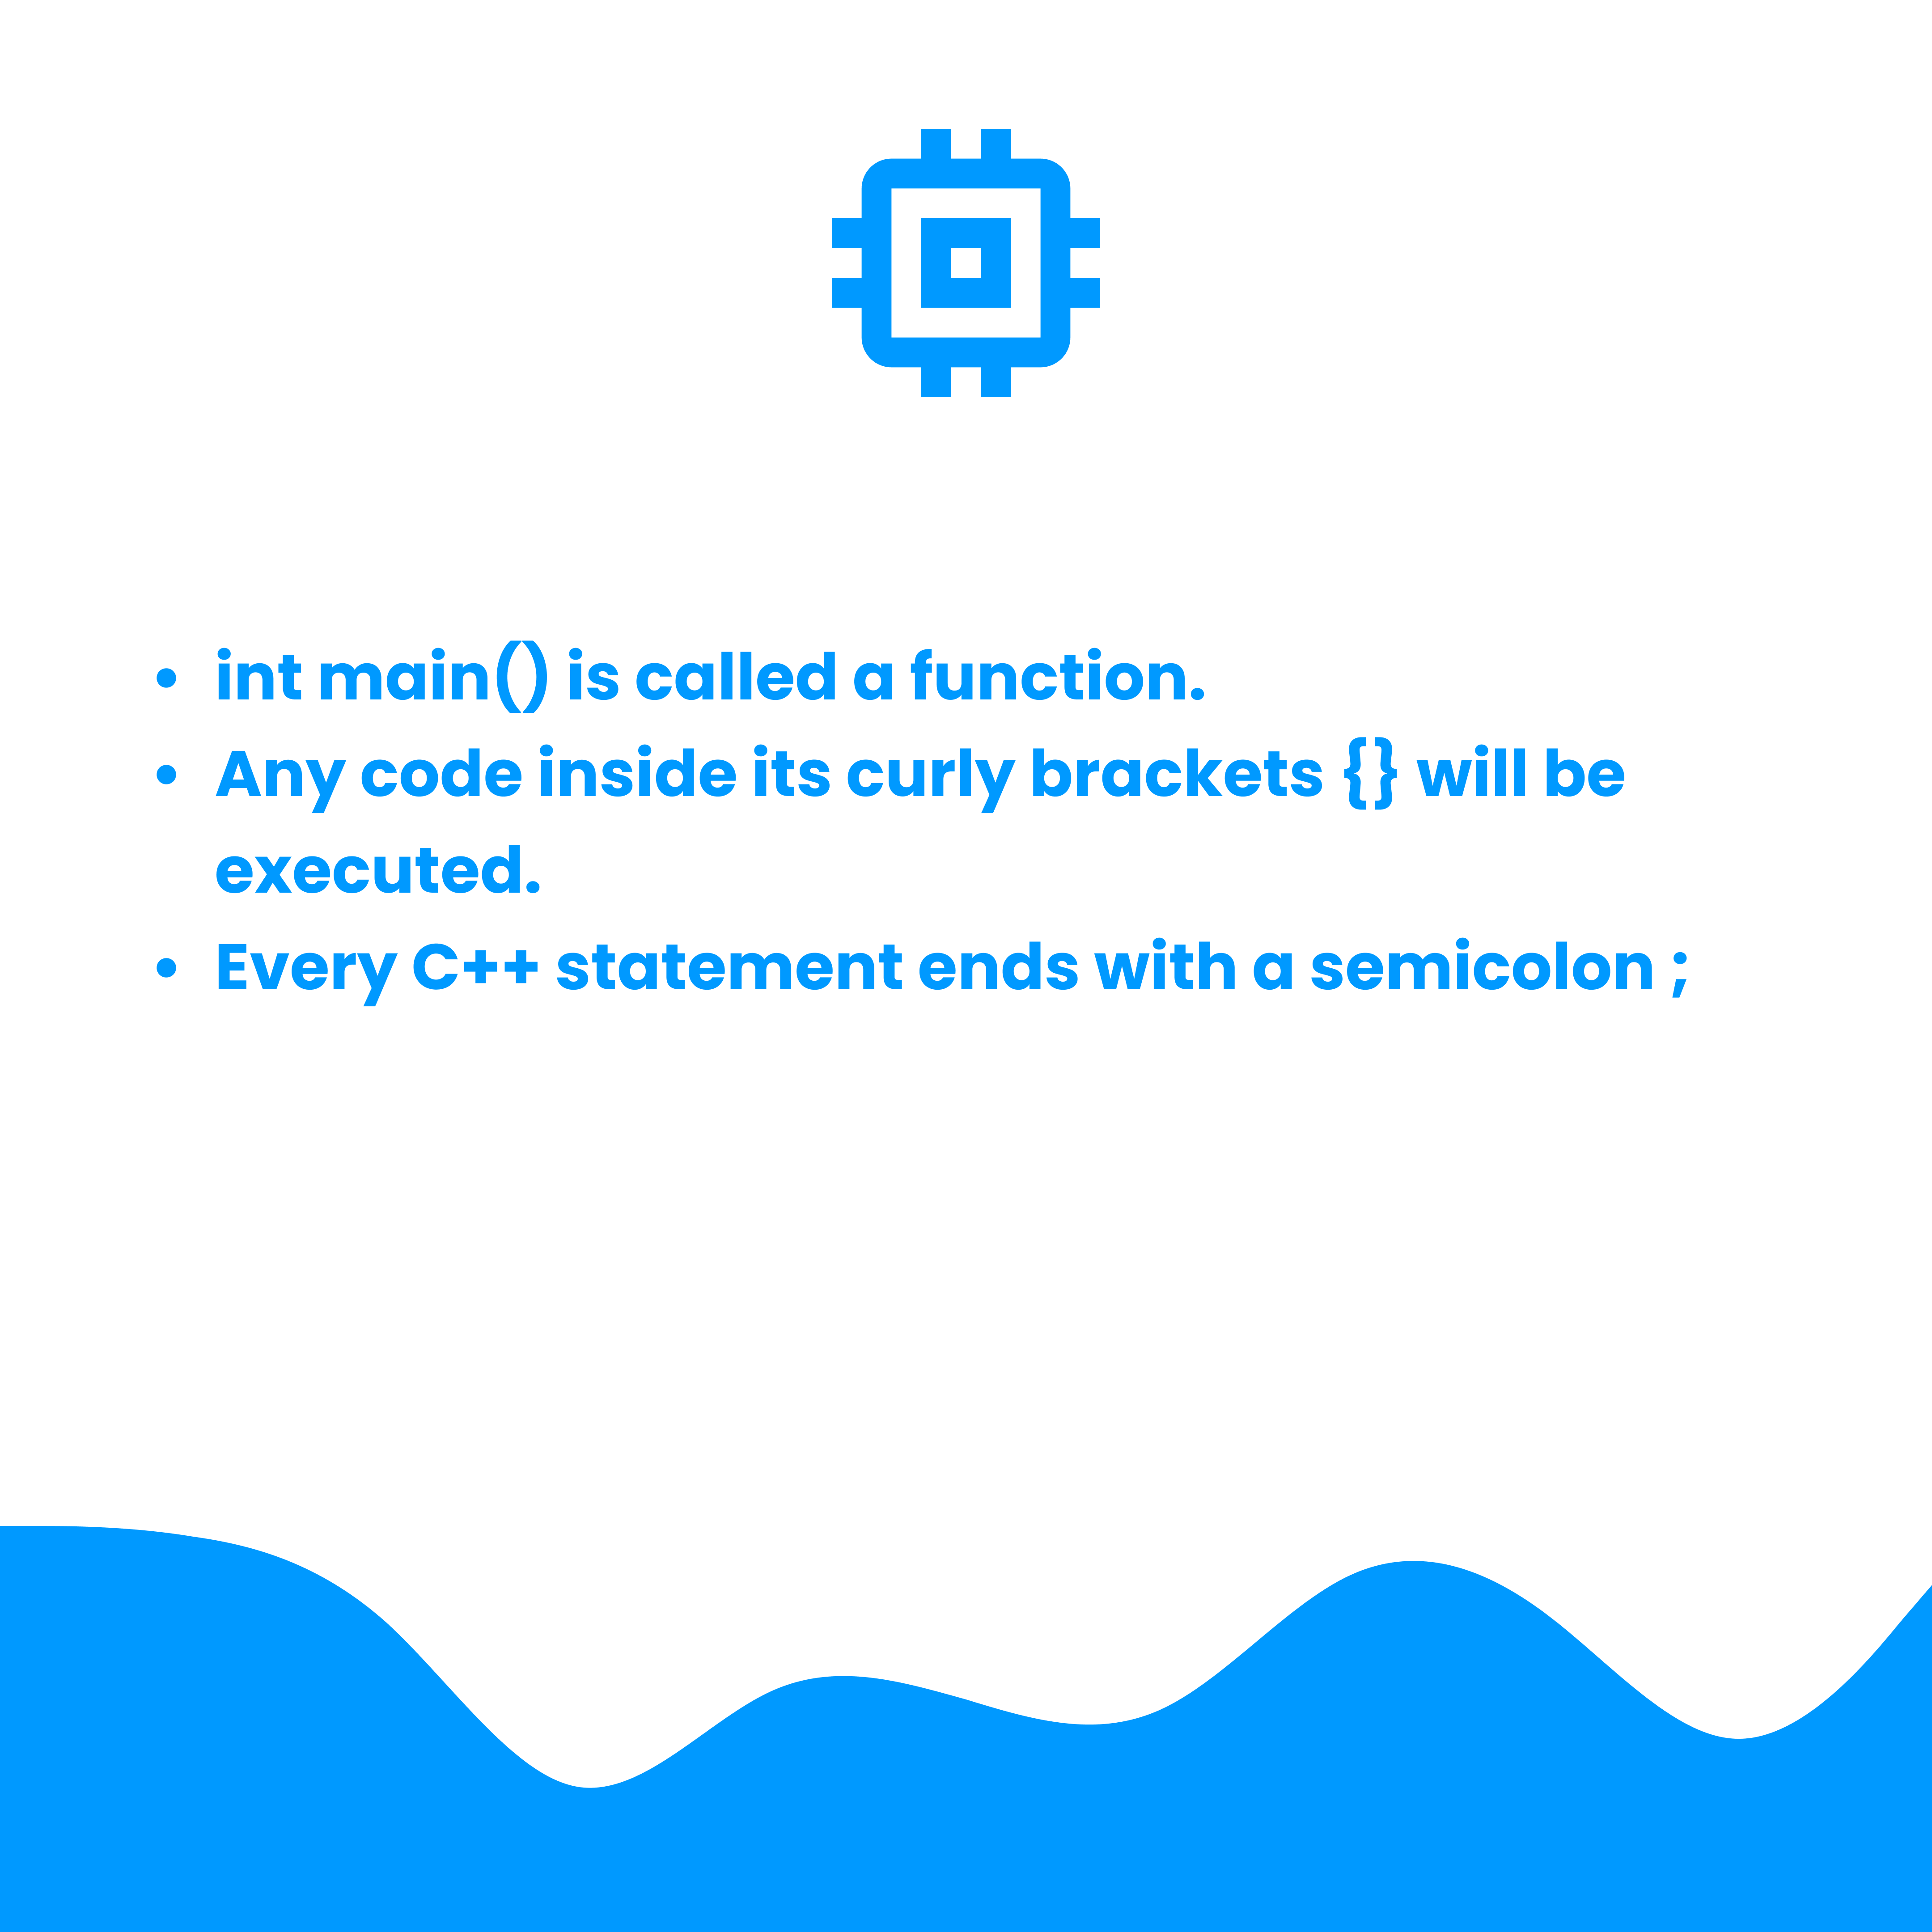 • int main() is called a function.
• Any code inside its curly brackets {} will be
executed.
• Every C++ statement ends with a semicolon ;